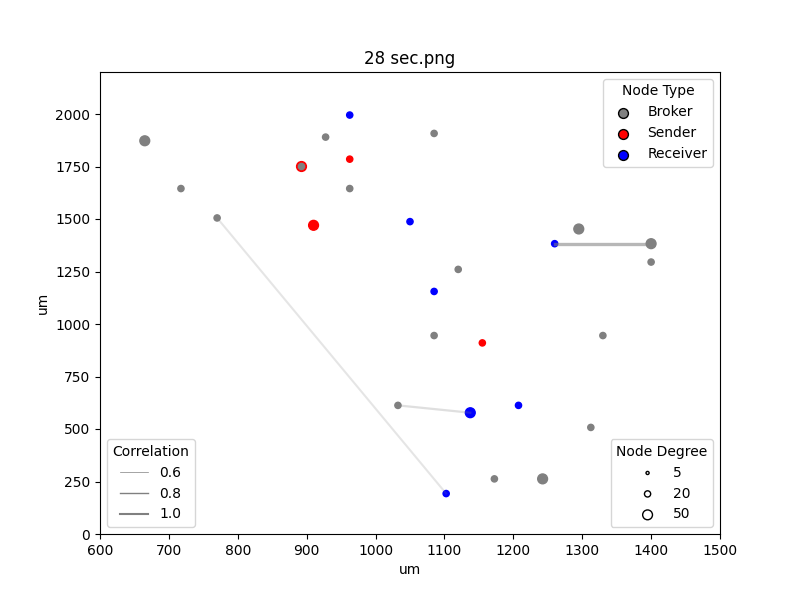 28 sec.png
Node Type
Broker
Sender
Receiver
um
2000
1750
1500
1250
1000
750
500
250
0
Correlation
0.6
0.8
1.0
Node Degree
5
20
50
600 700 800 900 1000 1100 1200 1300 1400 1500
um